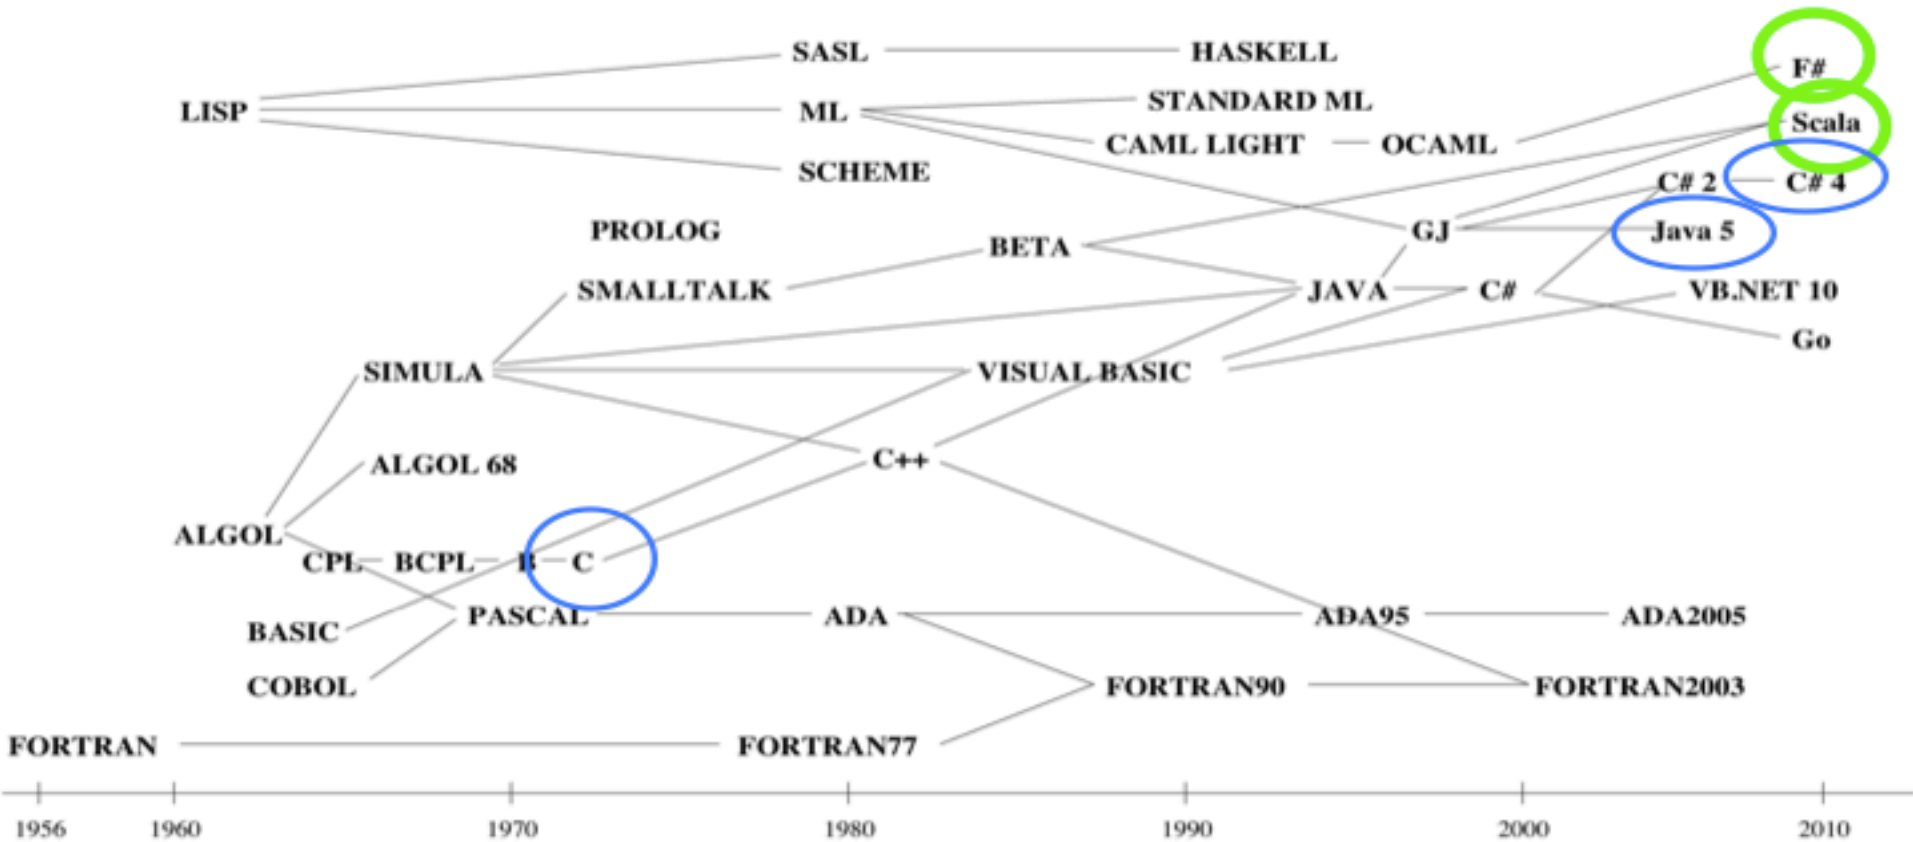 SASL HASKELL
F#
LISP ML STANDARD ML
Scala
CAML LIGHT OCAML
SCHEME
C# 2 C# 4
PROLOG GJ Java 5
BETA
SMALLTALK JAVA C# VB.NET 10
Go
SIMULA VISUAL BASIC
C++
ALGOL 68
ALGOL
CPL BCPL B C
PASCAL ADA ADA95 ADA2005
BASIC
COBOL FORTRAN90 FORTRAN2003
FORTRAN FORTRAN77
1956 1960 1970 1980 1990 2000 2010